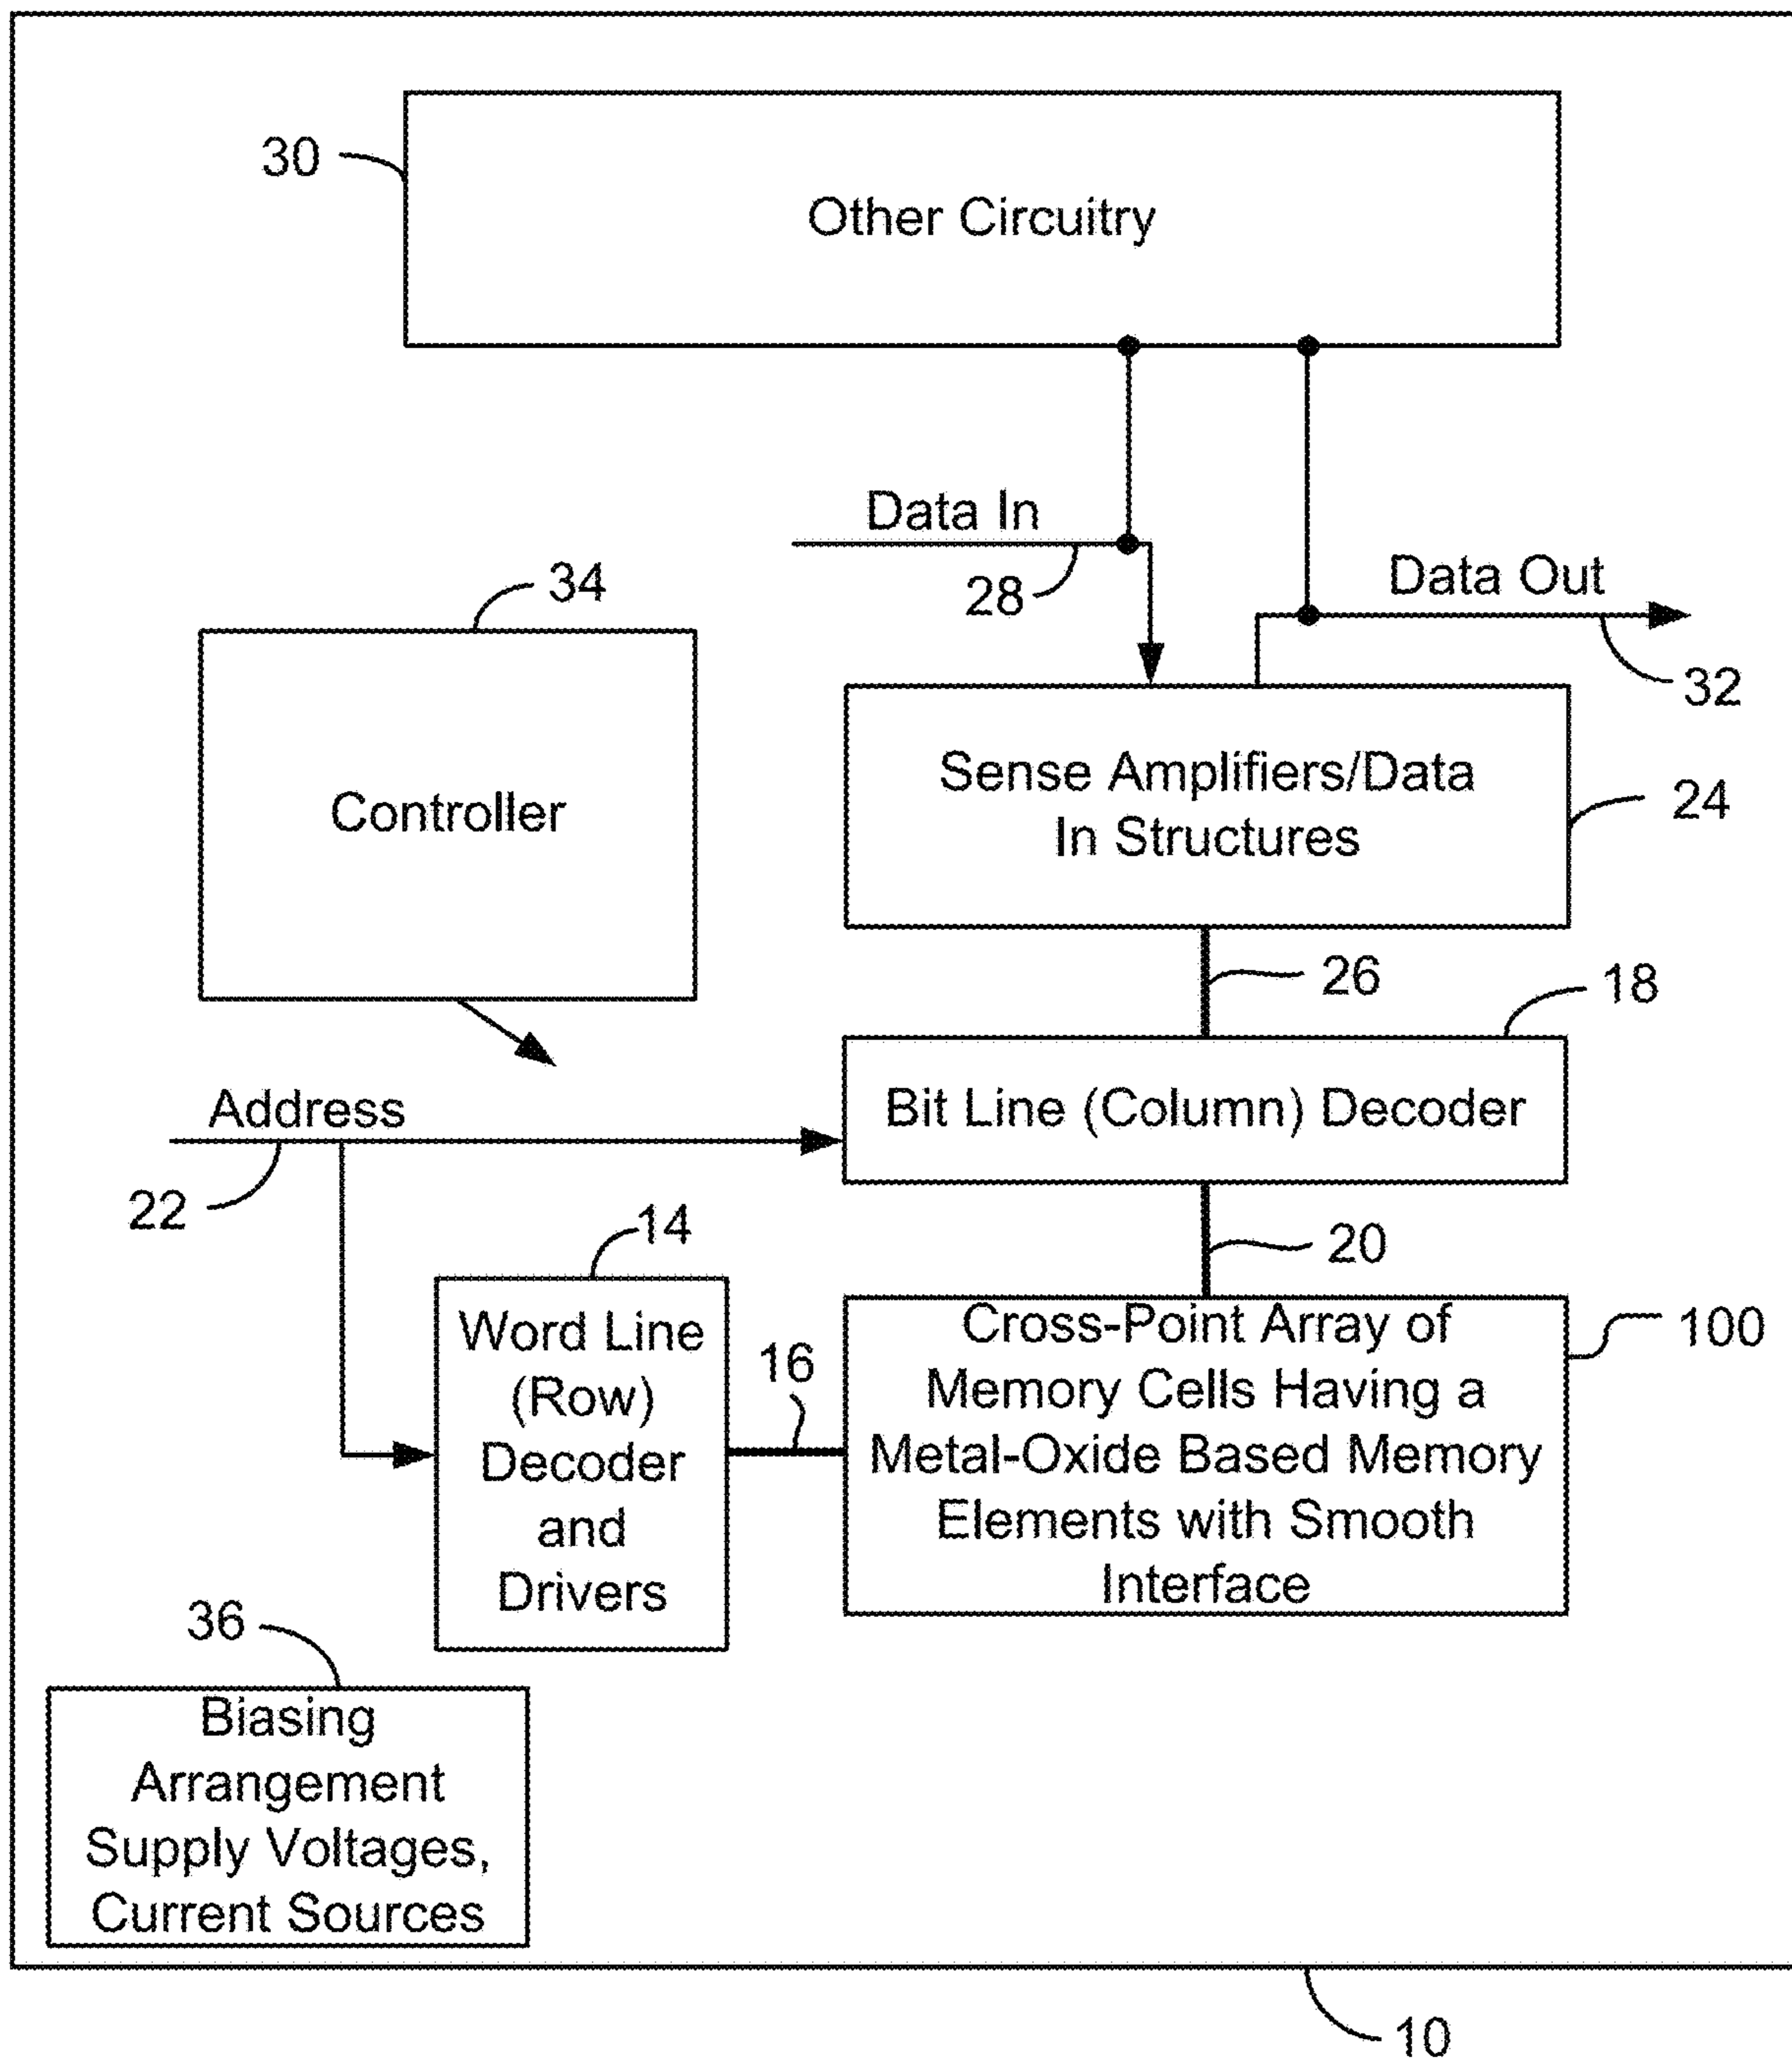 30
Other Circuitry
Data In
28
Data Out
32
34
Controller
Sense Amplifiers/Data
In Structures
24
26
18
Bit Line (Column) Decoder
Address
22
20
14
Word Line
(Row)
Decoder
and
Drivers
16
Cross-Point Array of
Memory Cells Having a
Metal-Oxide Based Memory
Elements with Smooth
Interface
100
36
Biasing
Arrangement
Supply Voltages,
Current Sources
10